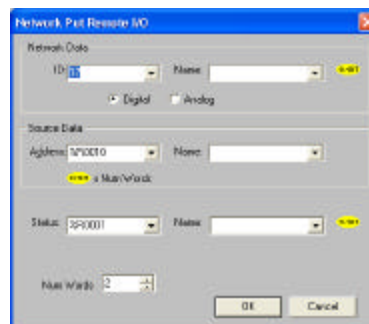 Network Put Remote I/O
Network Data
ID: Name:
Digital Analog
Source Data
Address: Name:
x Num Words
Status: %R0001 Name:
Num Words 2
OK Cancel